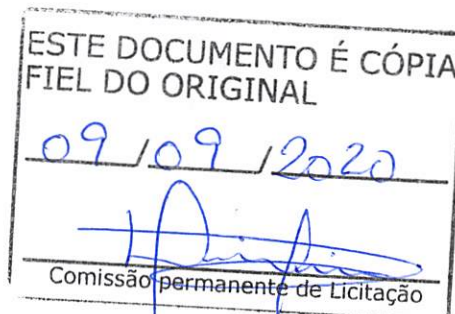 ESTE DOCUMENTO É CÓPIA
FIEL DO ORIGINAL
09/09/2020
Comissão permanente de Licitação